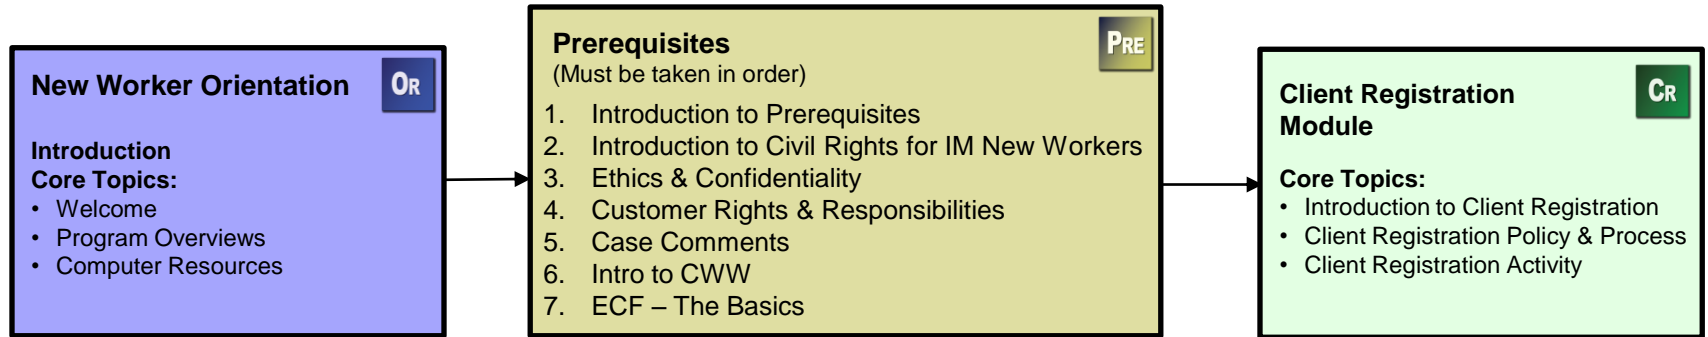 New Worker Orientation
OR
Introduction
Core Topics:
• Welcome
• Program Overviews
• Computer Resources
Prerequisites
PRE
(Must be taken in order)
1. Introduction to Prerequisites
2. Introduction to Civil Rights for IM New Workers
3. Ethics & Confidentiality
4. Customer Rights & Responsibilities
5. Case Comments
6. Intro to CWW
7. ECF – The Basics
Client Registration
Module
CR
Core Topics:
• Introduction to Client Registration
• Client Registration Policy & Process
• Client Registration Activity